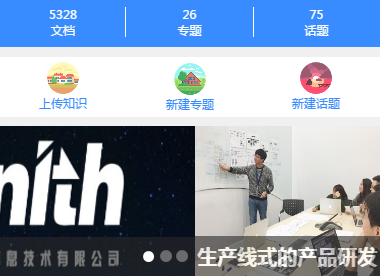 5328 26 75
文档 专题 话题
上传知识 新建专题 新建话题
nith
息技术有限公司
生产线式的产品研发